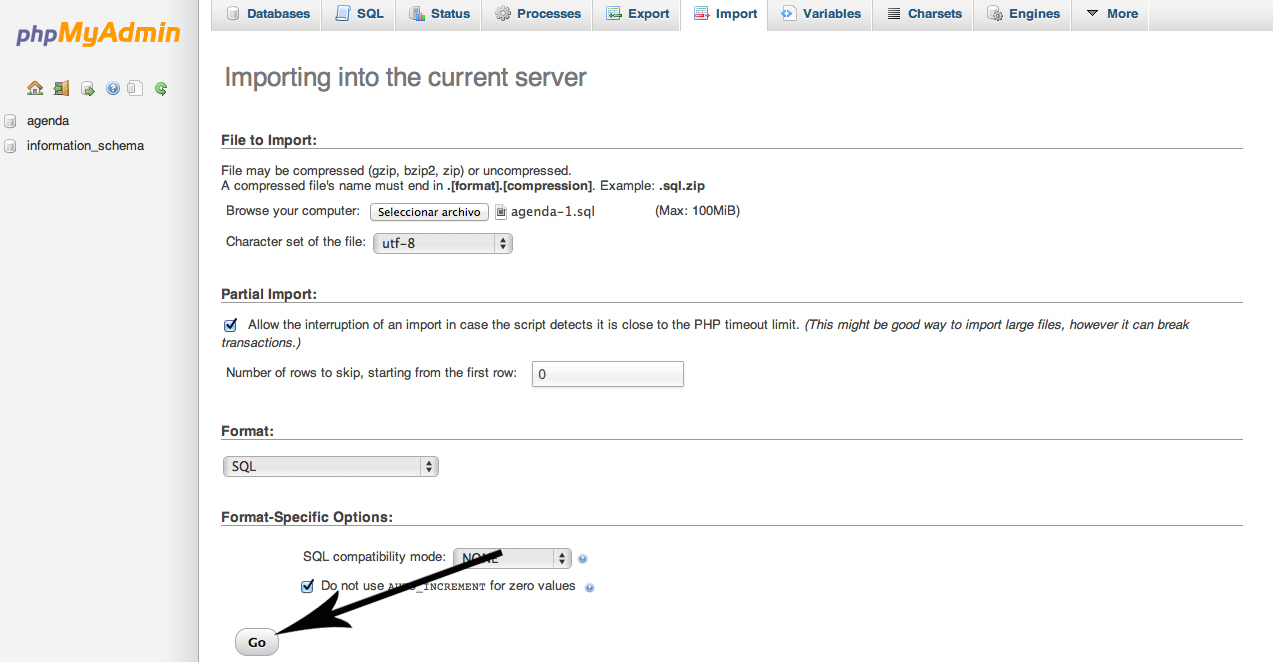 phpMyAdmin
Databases SQL Status Processes Export Import Variables Charsets Engines More
agenda
information_schema
Importing into the current server
File to Import:
File may be compressed (gzip, bzip2, zip) or uncompressed.
A compressed file's name must end in .[format].[compression]. Example: .sql.zip
Browse your computer: Seleccionar archivo agenda-1.sql (Max: 100MiB)
Character set of the file: utf-8
Partial Import:
Allow the interruption of an import in case the script detects it is close to the PHP timeout limit. (This might be good way to import large files, however it can break
transactions.)
Number of rows to skip, starting from the first row: 0
Format:
SQL
Format-Specific Options:
SQL compatibility mode: NONE
Do not use AUTO_INCREMENT for zero values
Go